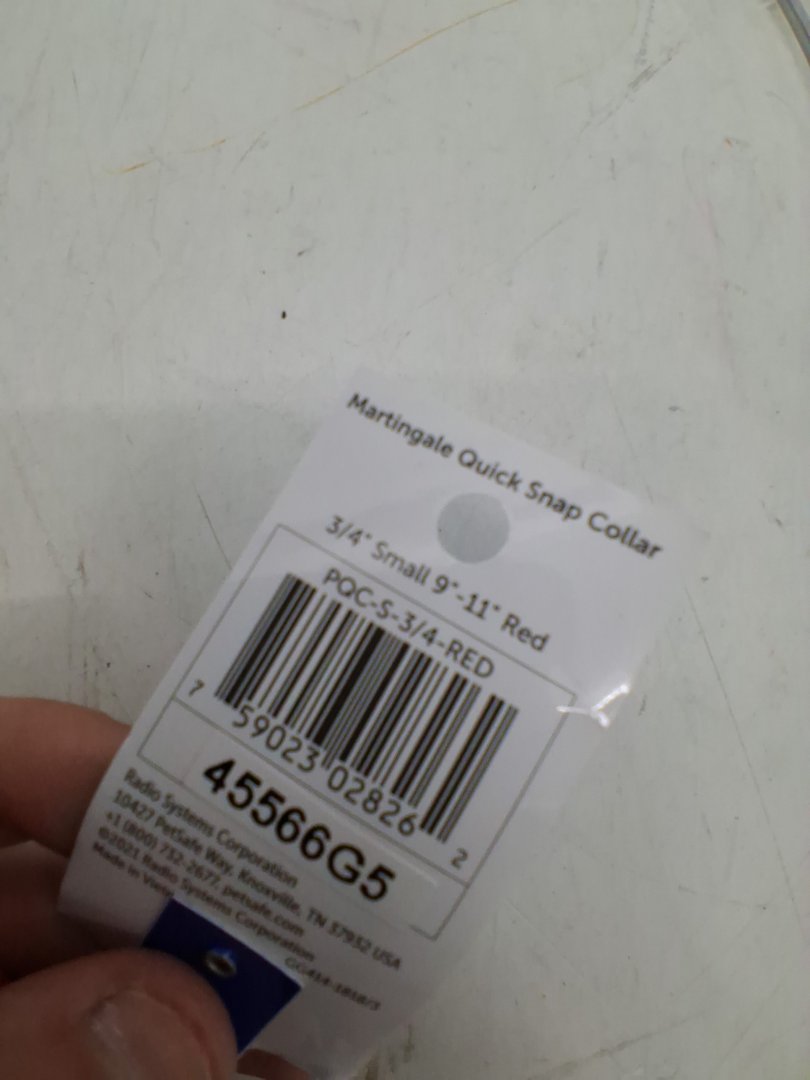 Martingale Quick Snap Collar
3/4" Small 9"-11" Red
PQC-S-3/4-RED
7 59023 02826 2
45566G5
Radio Systems Corporation
10427 PetSafe Way, Knoxville, TN 37932 USA
+1 (800) 732-2677, petsafe.com
©2021 Radio Systems Corporation
Made in